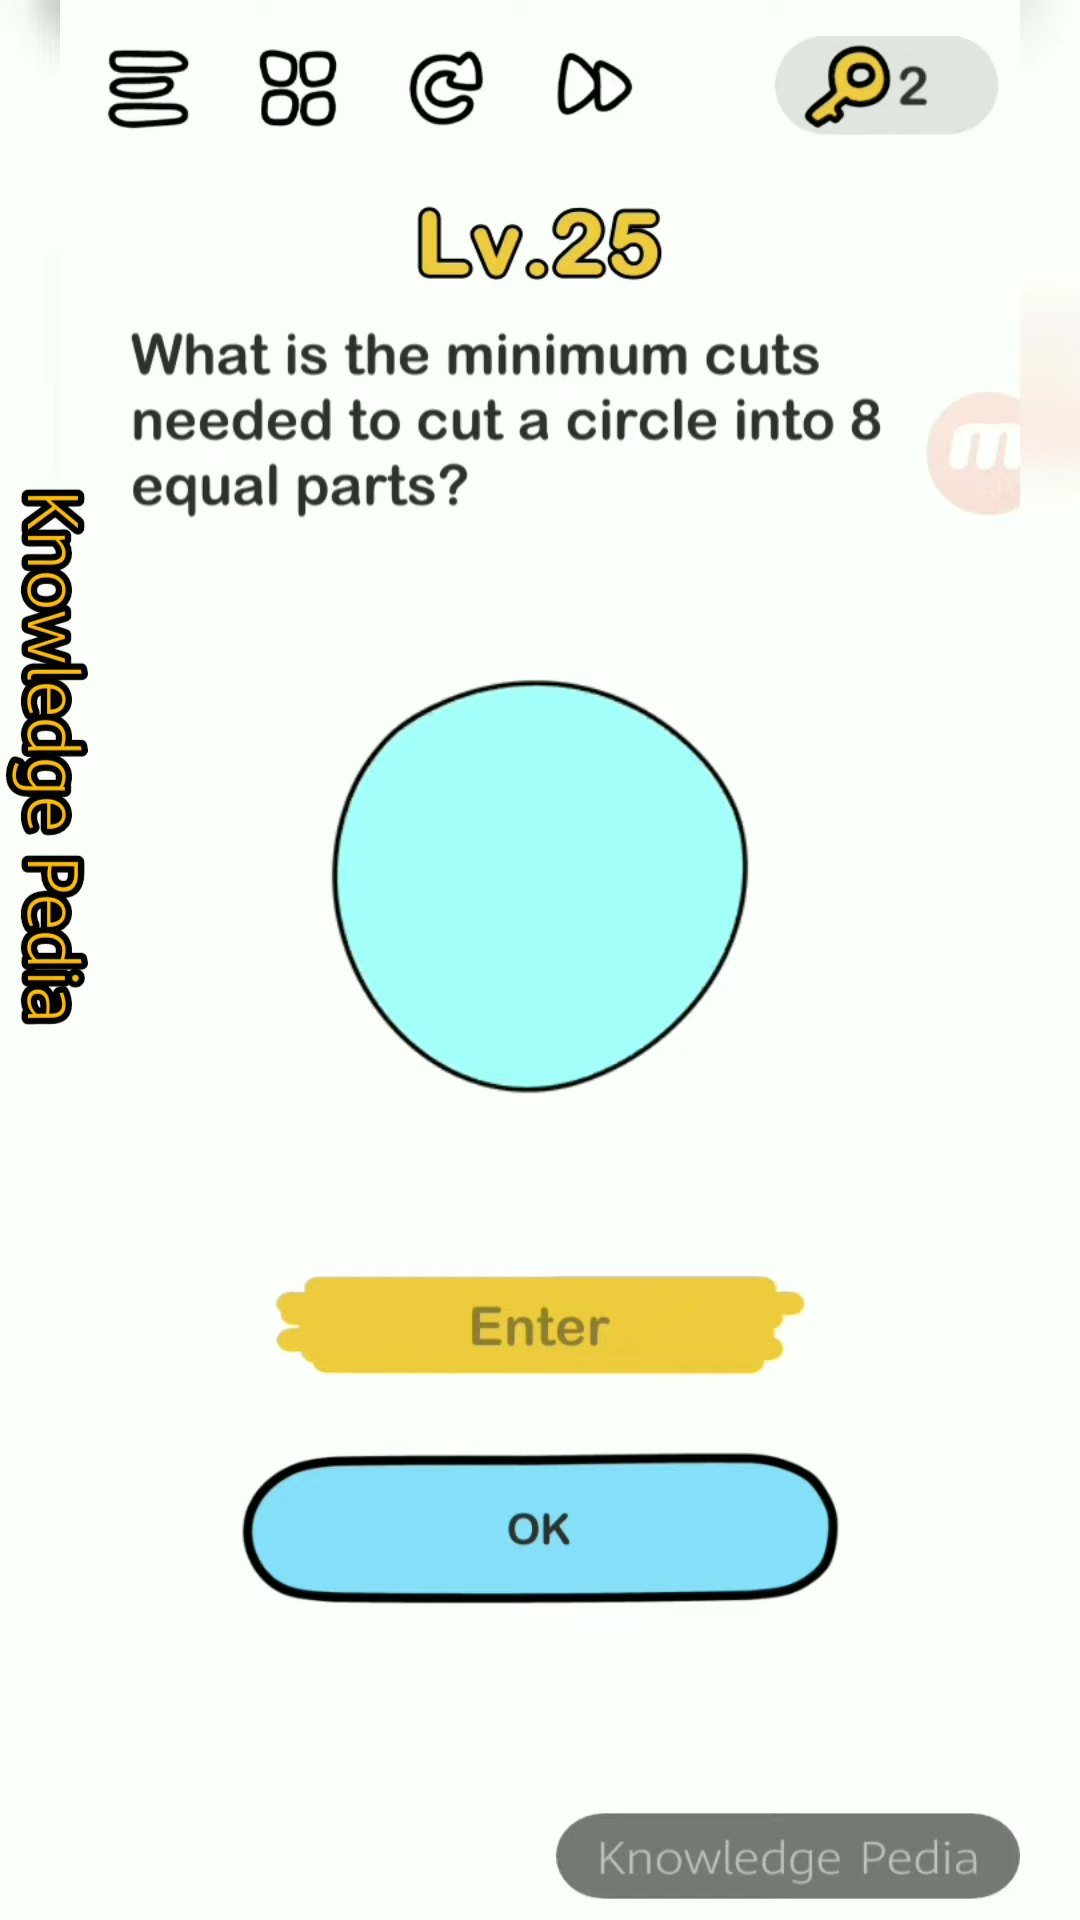 2
Lv.25
What is the minimum cuts
needed to cut a circle into 8
equal parts?
Knowledge Pedia
Enter
OK
Knowledge Pedia